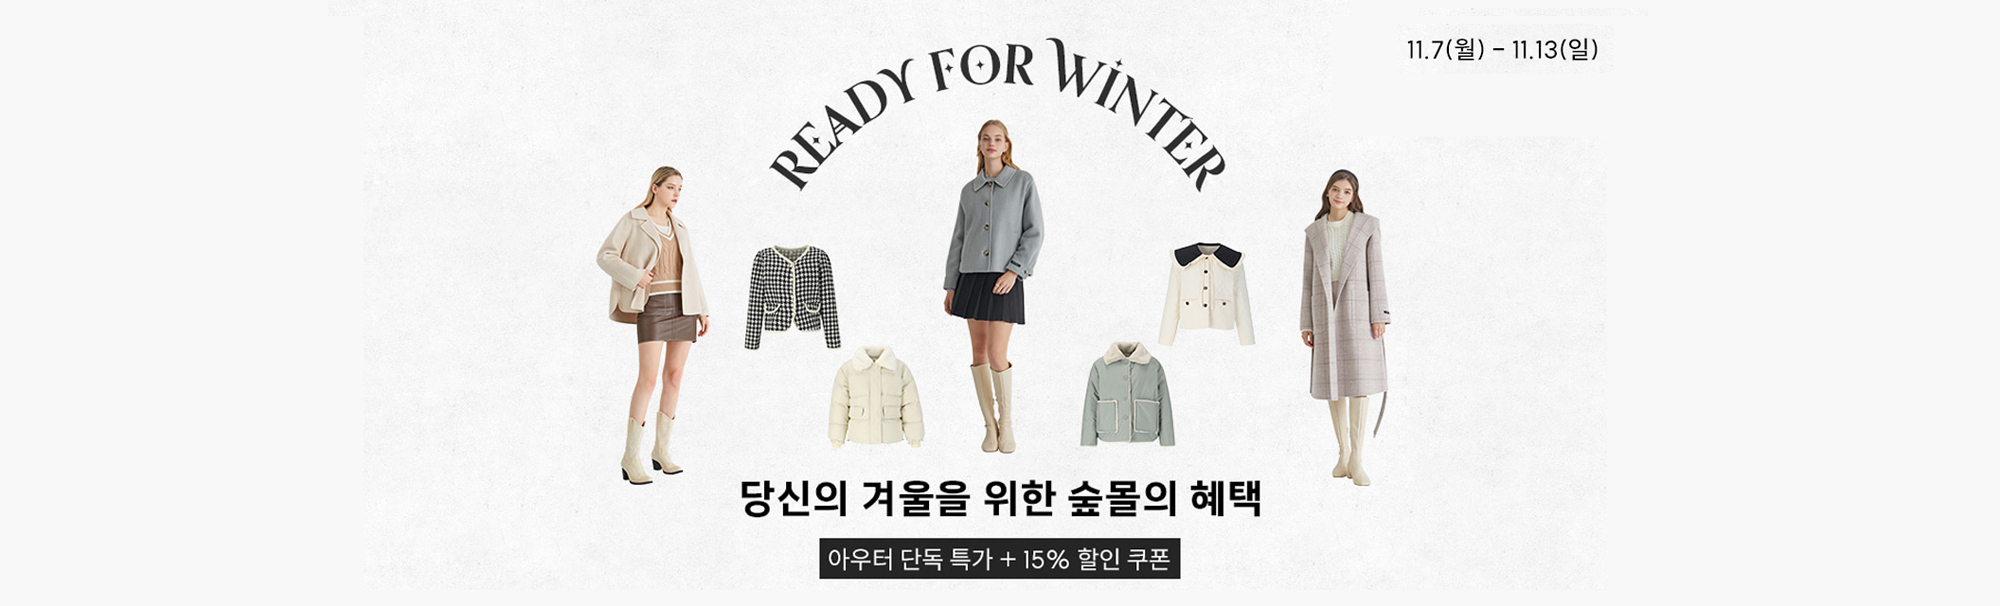 11.7(월) - 11.13(일)
READY FOR WINTER
당신의 겨울을 위한 숲몰의 혜택
아우터 단독 특가 + 15% 할인 쿠폰